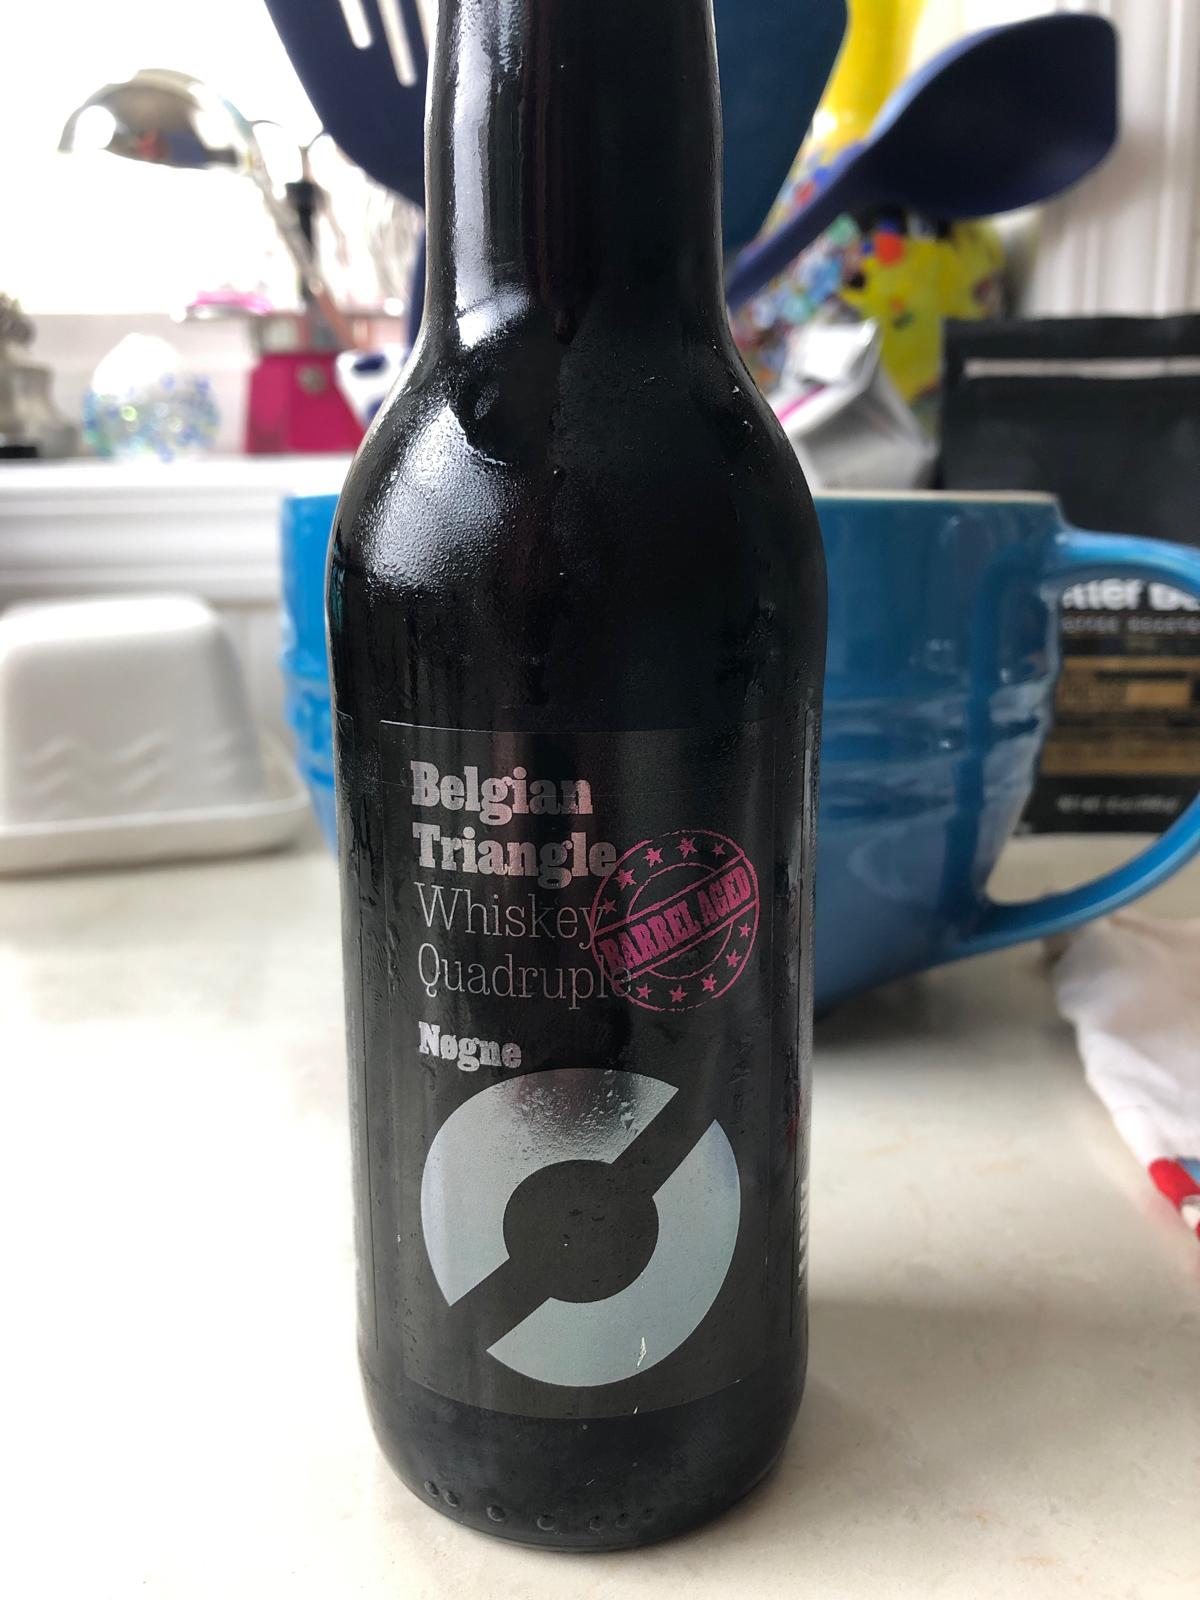 Belgian
Triangle
Whiskey
Quadruple
BARREL AGED
Nøgne